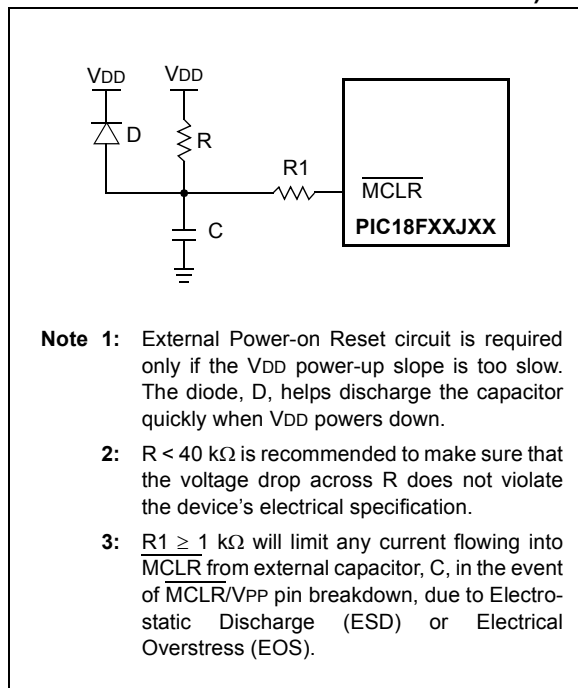 VDD VDD
D R
R1
MCLR
C PIC18FXXJXX
Note 1: External Power-on Reset circuit is required
only if the VDD power-up slope is too slow.
The diode, D, helps discharge the capacitor
quickly when VDD powers down.
2: R < 40 kΩ is recommended to make sure that
the voltage drop across R does not violate
the device's electrical specification.
3: R1 ≥ 1 kΩ will limit any current flowing into
MCLR from external capacitor, C, in the event
of MCLR/VPP pin breakdown, due to Electro-
static Discharge (ESD) or Electrical
Overstress (EOS).